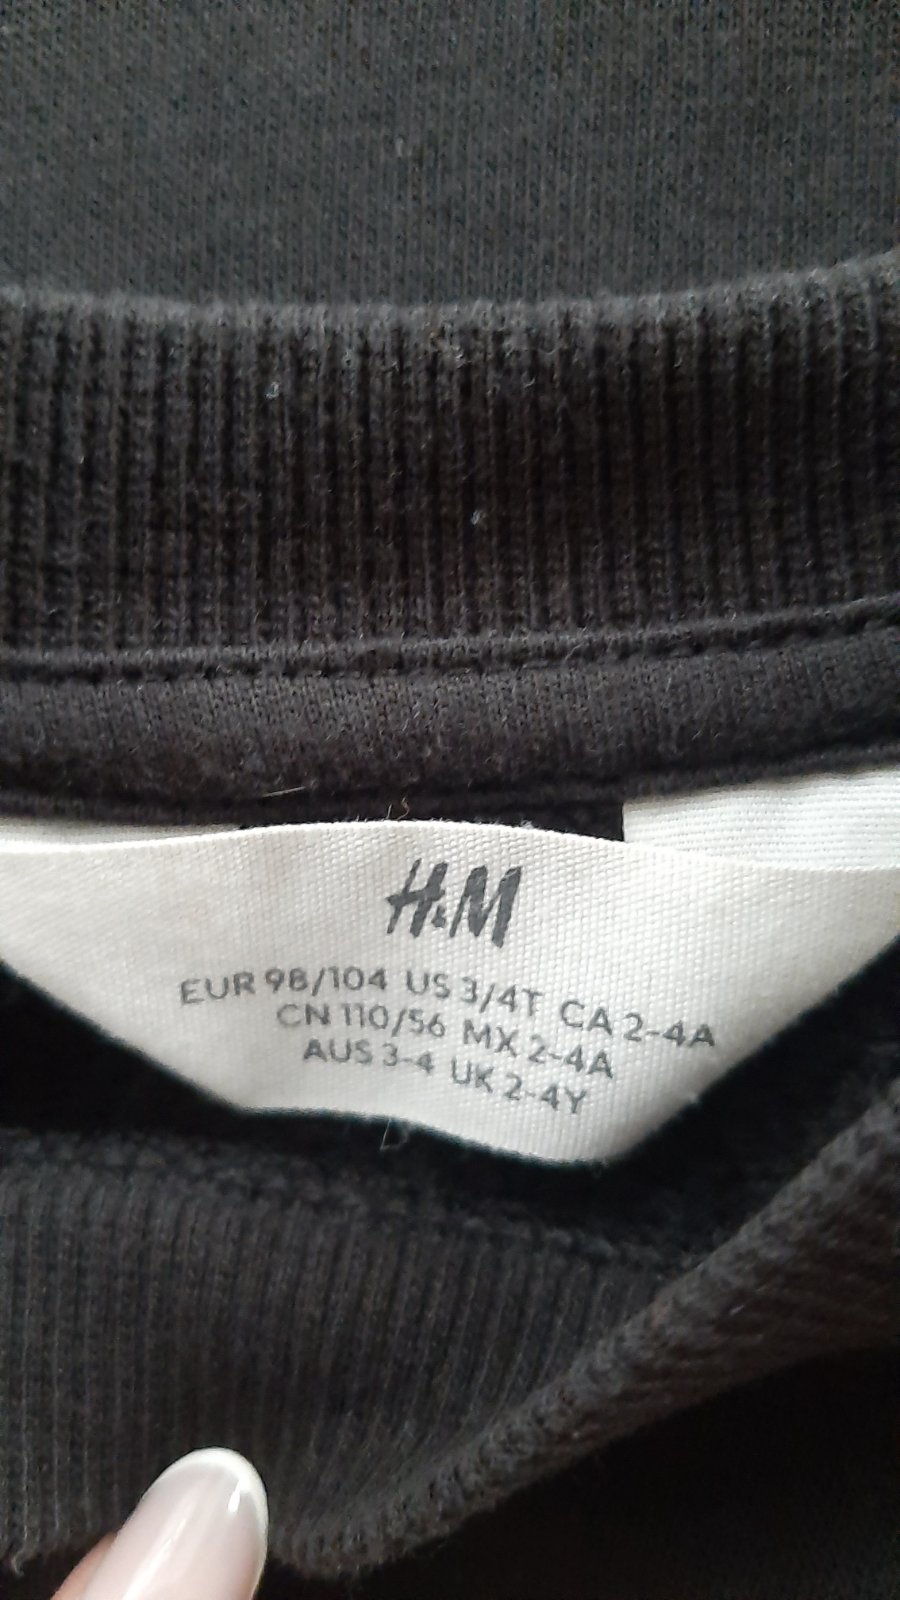 H&M
EUR 98/104 US 3/4T CA 2-4A
CN 110/56 MX 2-4A
AUS 3-4 UK 2-4Y